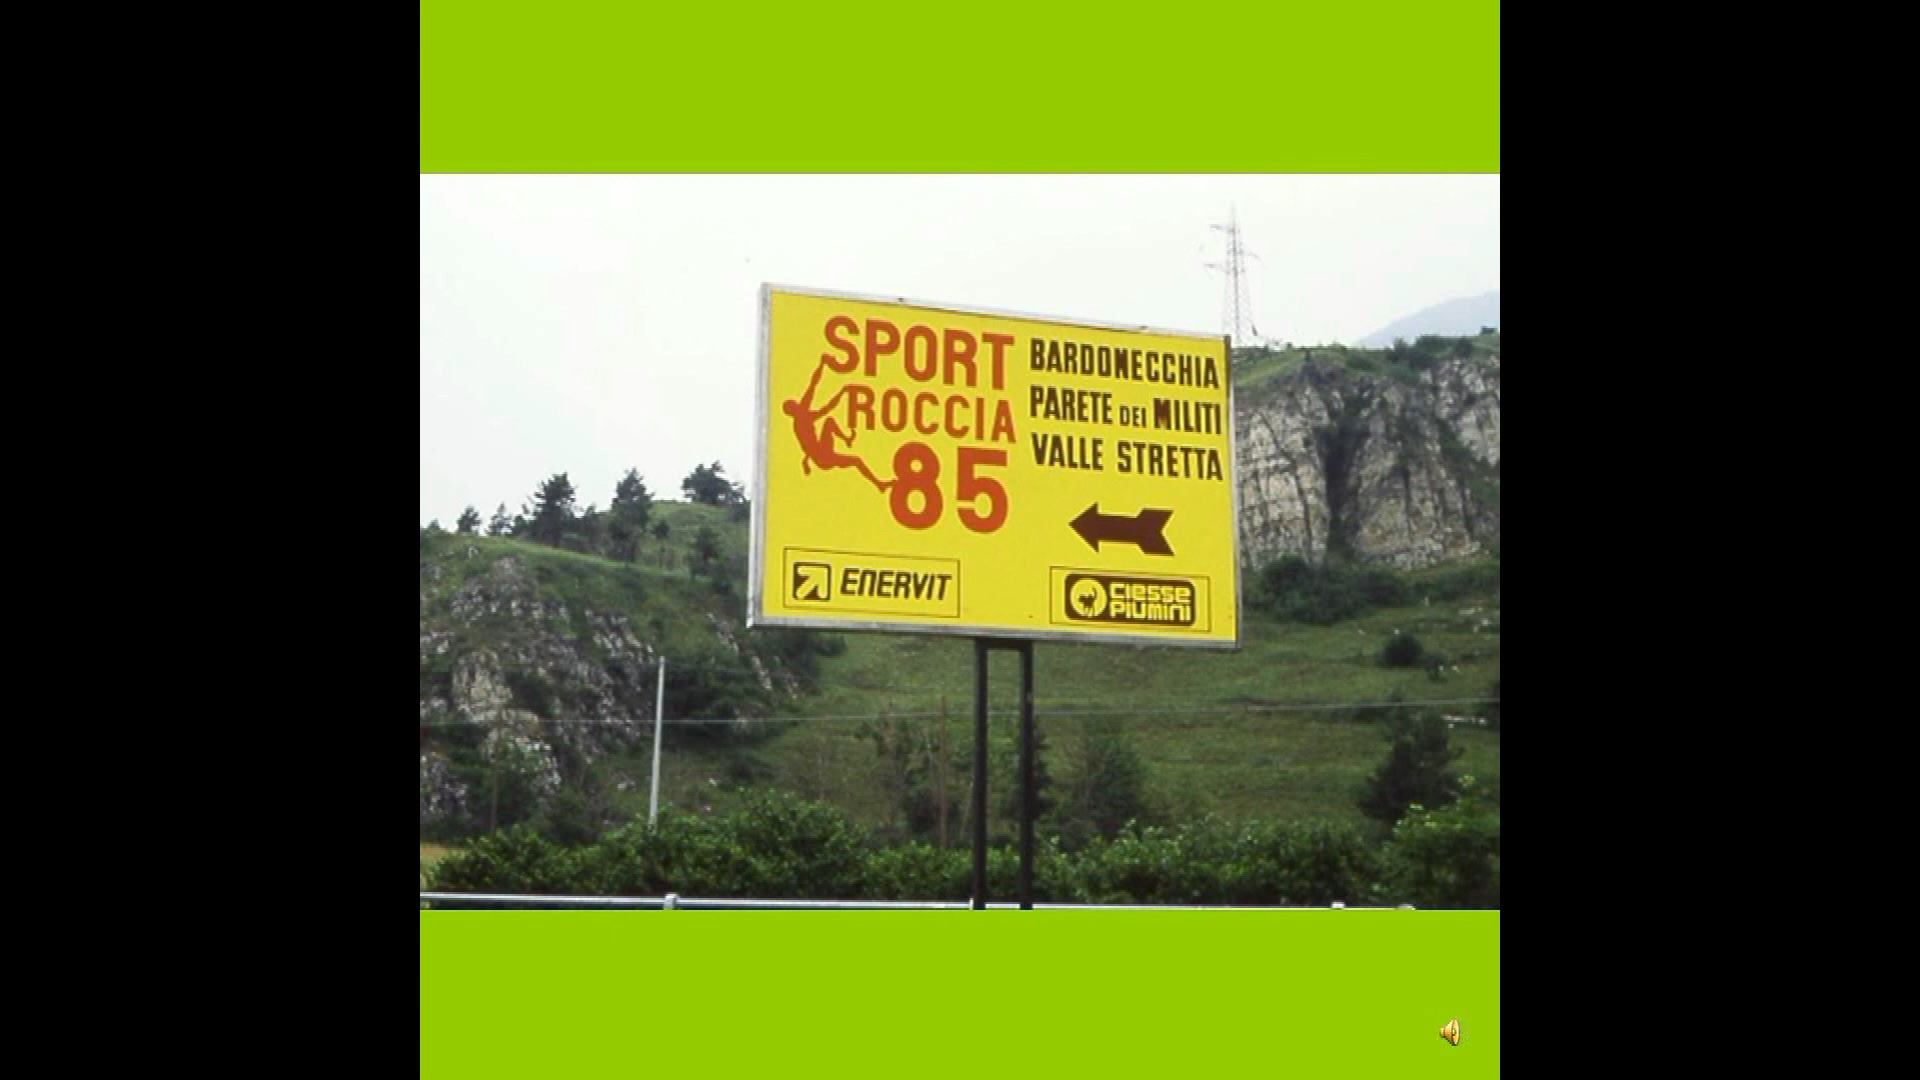 SPORT
ROCCIA
85
BARDONECCHIA
PARETE DEI MILITI
VALLE STRETTA
ENERVIT
CIESSE
PIUMINI